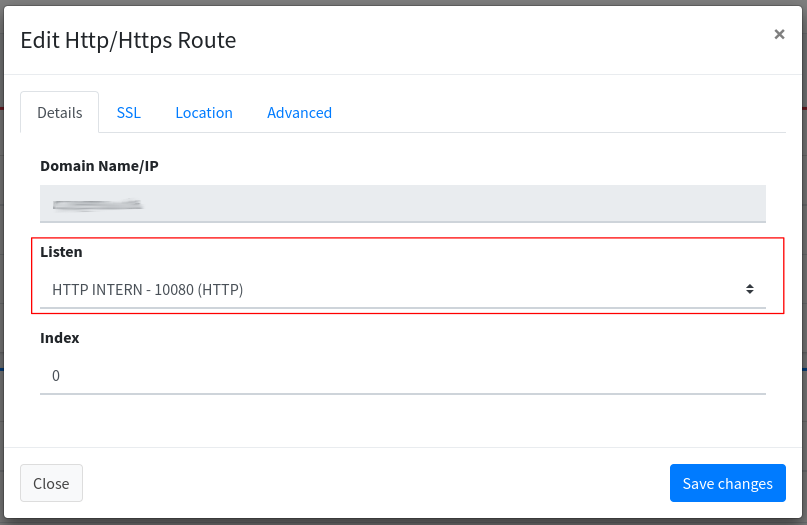 Edit Http/Https Route
×
Details SSL Location Advanced
Domain Name/IP
Listen
HTTP INTERN - 10080 (HTTP)
Index
0
Close Save changes